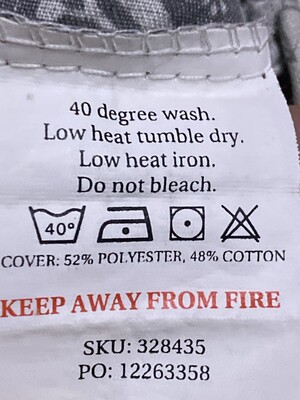 40 degree wash.
Low heat tumble dry.
Low heat iron.
Do not bleach.
40°
COVER: 52% POLYESTER, 48% COTTON
KEEP AWAY FROM FIRE
SKU: 328435
PO: 12263358